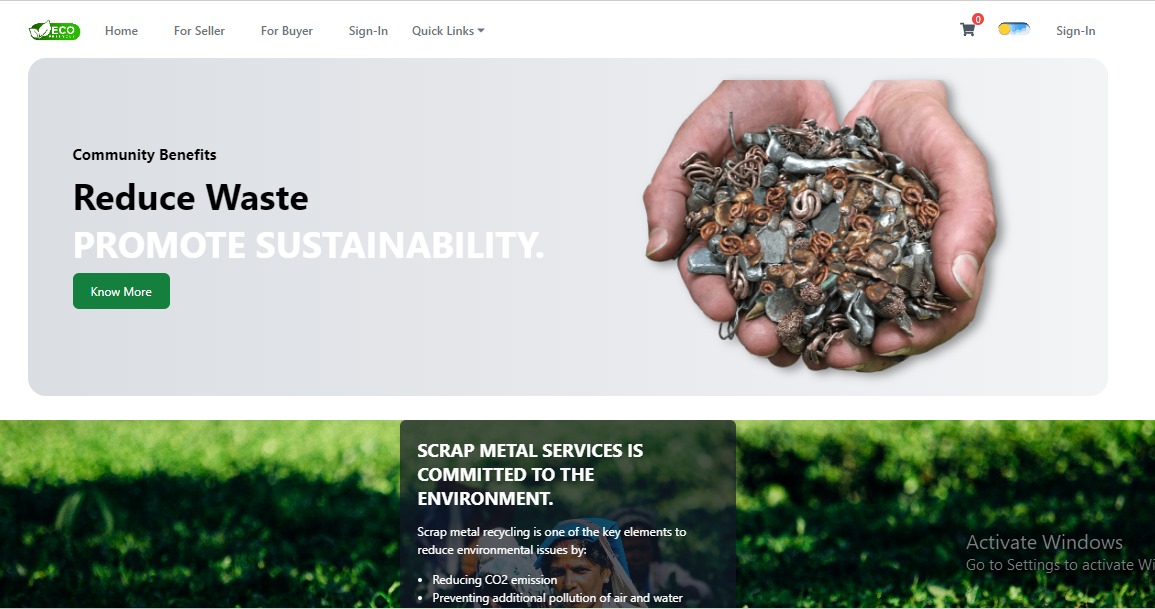 ECO
Home
For Seller
For Buyer
Sign-In
Quick Links
0
Sign-In
Community Benefits
Reduce Waste
PROMOTE SUSTAINABILITY.
Know More
SCRAP METAL SERVICES IS
COMMITTED TO THE
ENVIRONMENT.
Scrap metal recycling is one of the key elements to
reduce environmental issues by:
• Reducing CO2 emission
• Preventing additional pollution of air and water
Activate Windows
Go to Settings to activate Wi